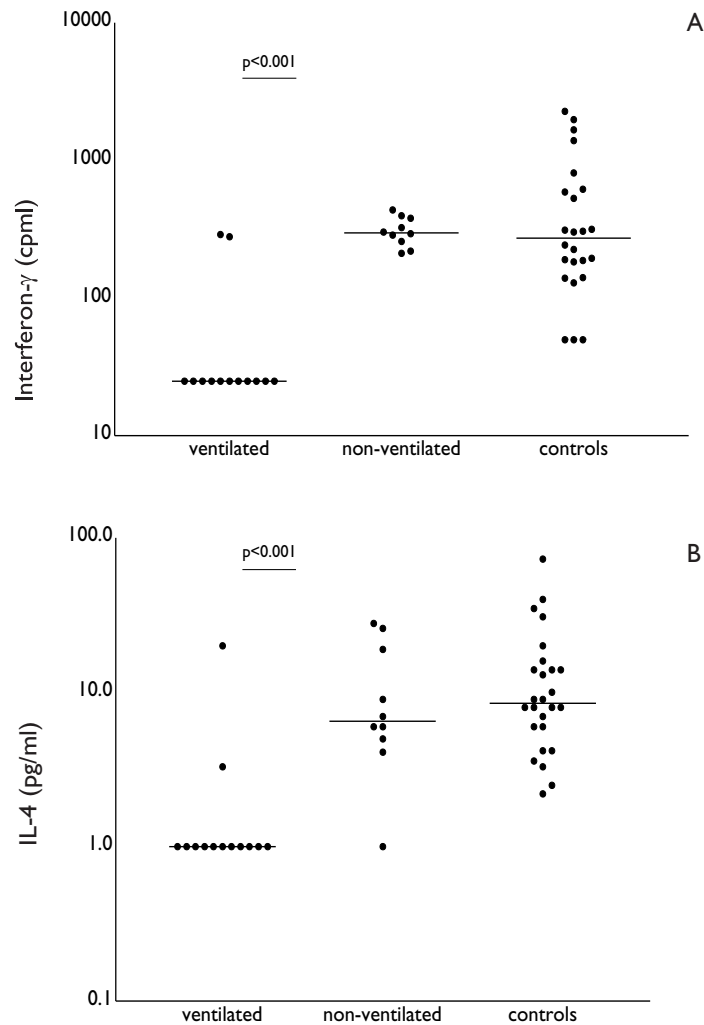 A
10000
p<0.001
1000
Interferon-γ (cpml)
100
10
ventilated non-ventilated controls
100.0
p<0.001
B
10.0
IL-4 (pg/ml)
1.0
0.1
ventilated non-ventilated controls